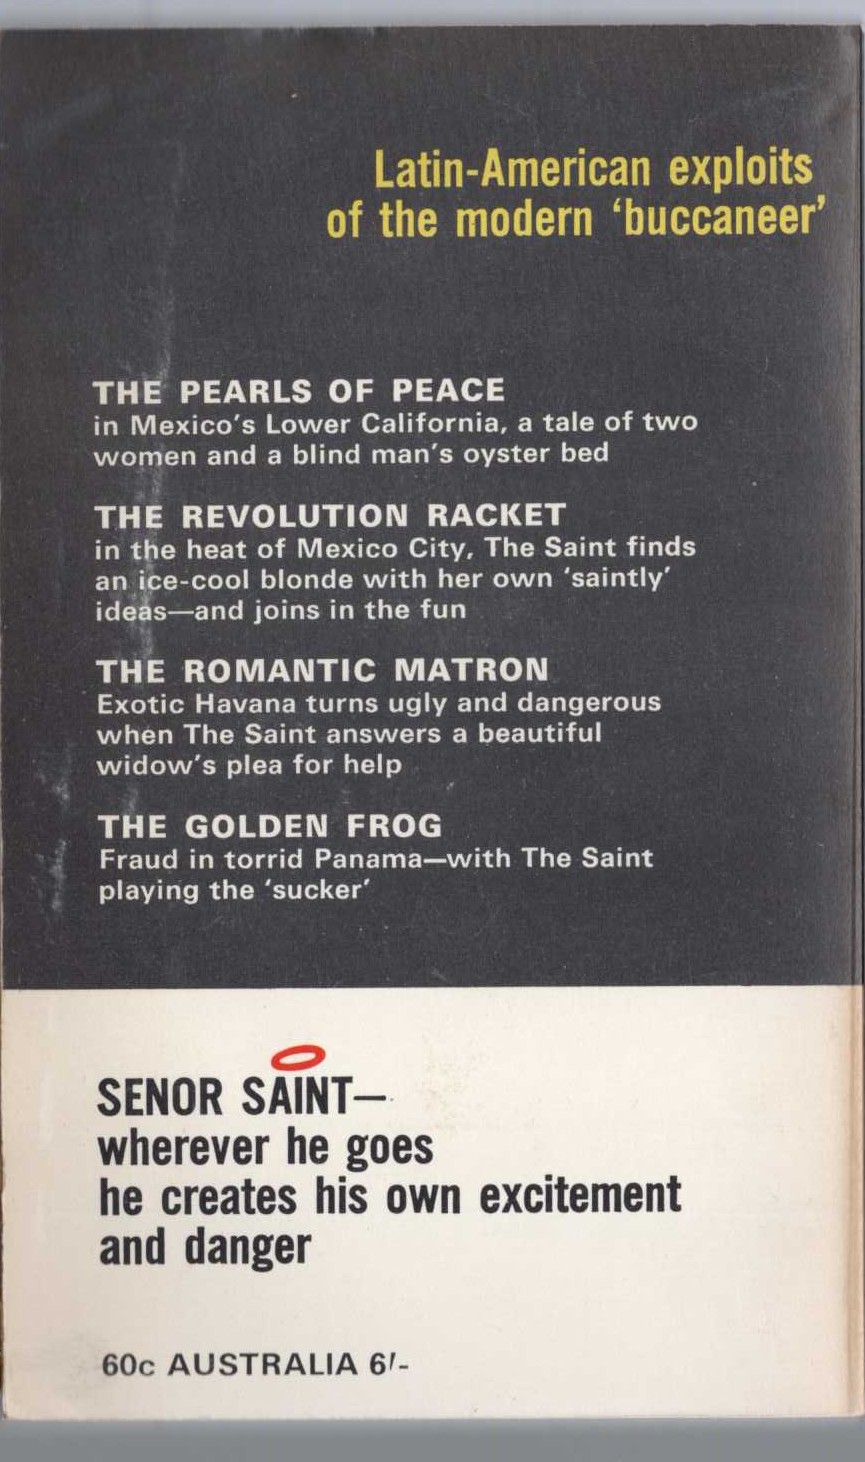 Latin-American exploits
of the modern ‘buccaneer’
THE PEARLS OF PEACE
in Mexico's Lower California, a tale of two
women and a blind man's oyster bed
THE REVOLUTION RACKET
in the heat of Mexico City, The Saint finds
an ice-cool blonde with her own ‘saintly’
ideas—and joins in the fun
THE ROMANTIC MATRON
Exotic Havana turns ugly and dangerous
when The Saint answers a beautiful
widow's plea for help
THE GOLDEN FROG
Fraud in torrid Panama—with The Saint
playing the ‘sucker’
SENOR SAINT—
wherever he goes
he creates his own excitement
and danger
60c AUSTRALIA 6/-